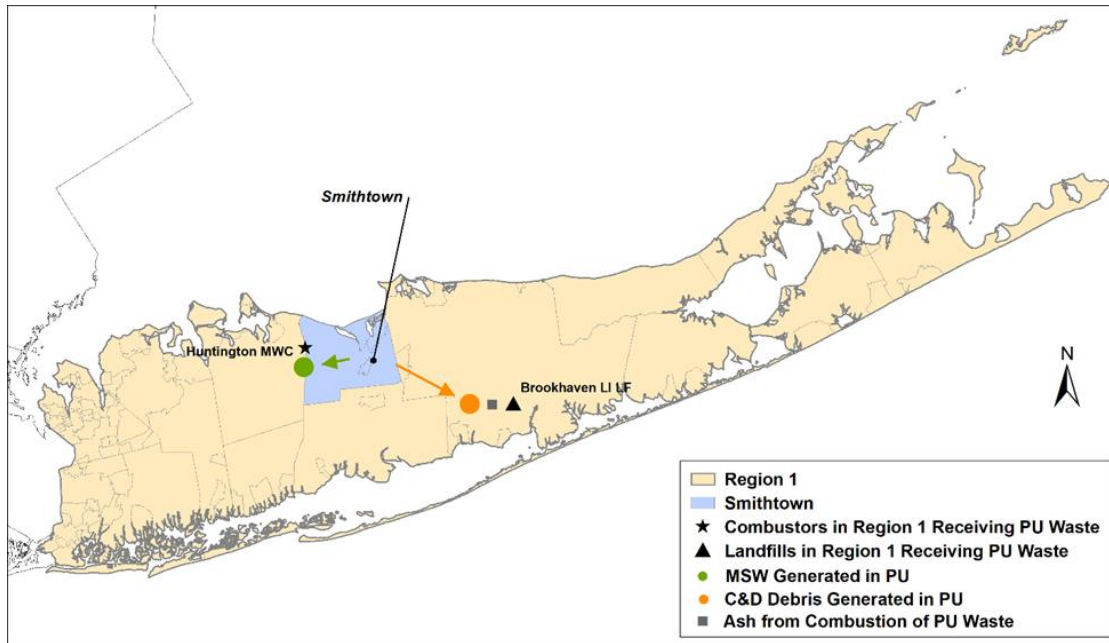 Smithtown
Huntington MWC
Brookhaven LI LF
N
Region 1
Smithtown
Combustors in Region 1 Receiving PU Waste
Landfills in Region 1 Receiving PU Waste
MSW Generated in PU
C&D Debris Generated in PU
Ash from Combustion of PU Waste